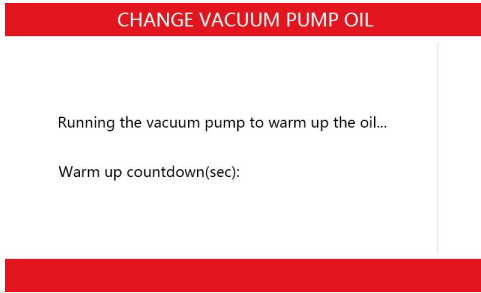 CHANGE VACUUM PUMP OIL
Running the vacuum pump to warm up the oil...
Warm up countdown(sec):